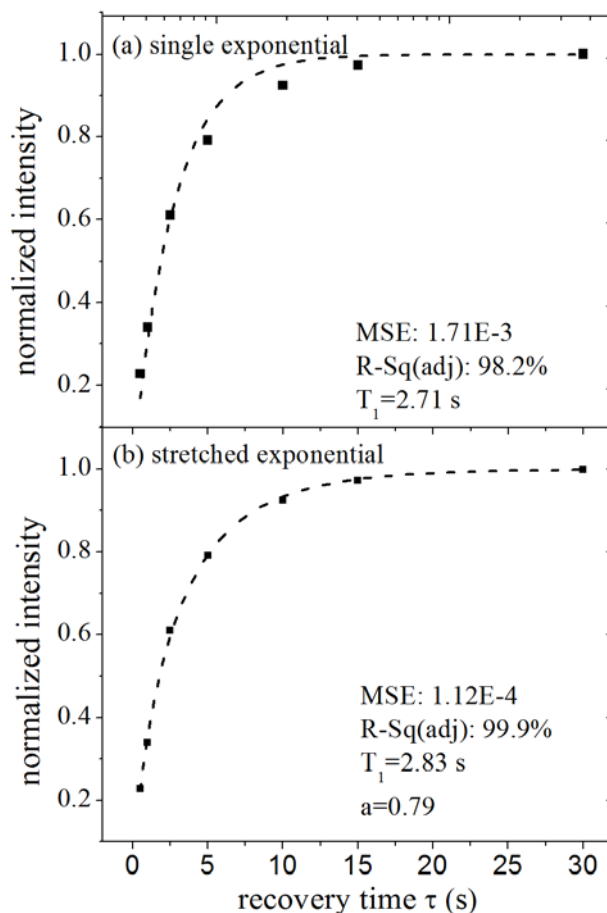 (a) single exponential
1.0
0.8
0.6
0.4
0.2
normalized intensity
MSE: 1.71E-3
R-Sq(adj): 98.2%
T₁=2.71 s
(b) stretched exponential
1.0
0.8
0.6
0.4
0.2
normalized intensity
MSE: 1.12E-4
R-Sq(adj): 99.9%
T₁=2.83 s
a=0.79
0 5 10 15 20 25 30
recovery time τ (s)